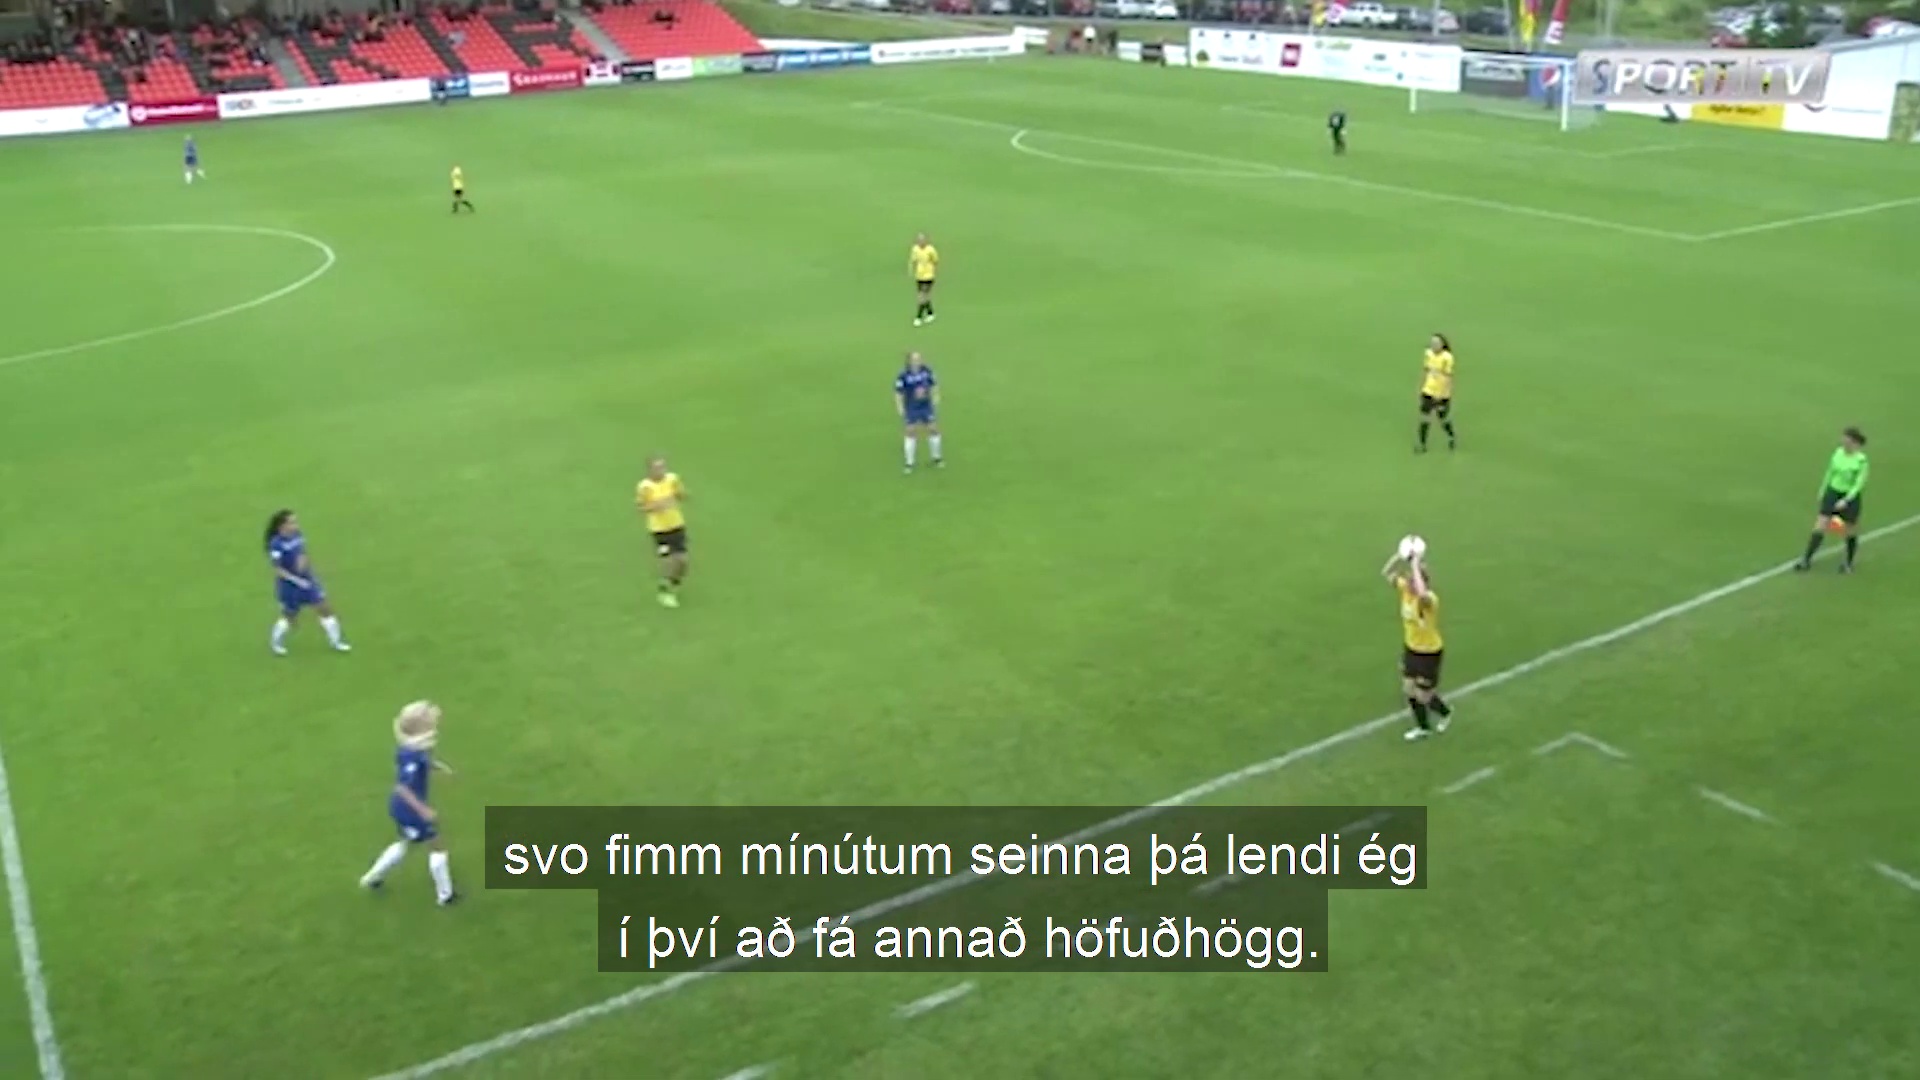 SPORT TV
svo fimm mínútum seinna þá lendi ég
í því að fá annað höfuðhögg.